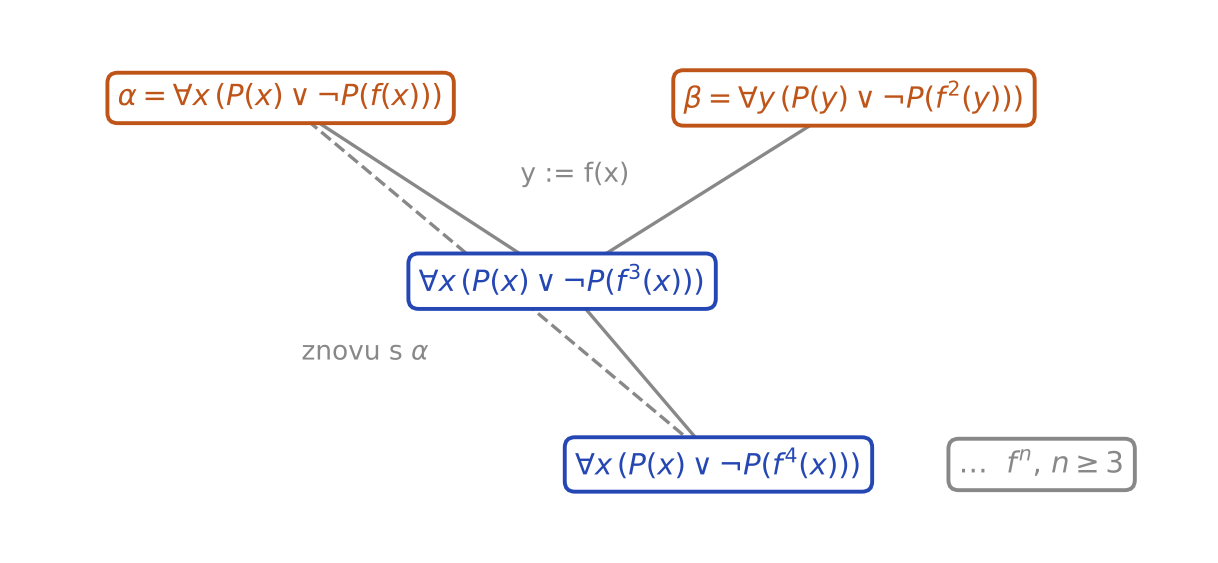 α = ∀x (P(x) ∨ ¬P(f(x)))
β = ∀y (P(y) ∨ ¬P(f²(y)))
y := f(x)
∀x (P(x) ∨ ¬P(f³(x)))
znovu s α
∀x (P(x) ∨ ¬P(f⁴(x)))
... fⁿ, n ≥ 3